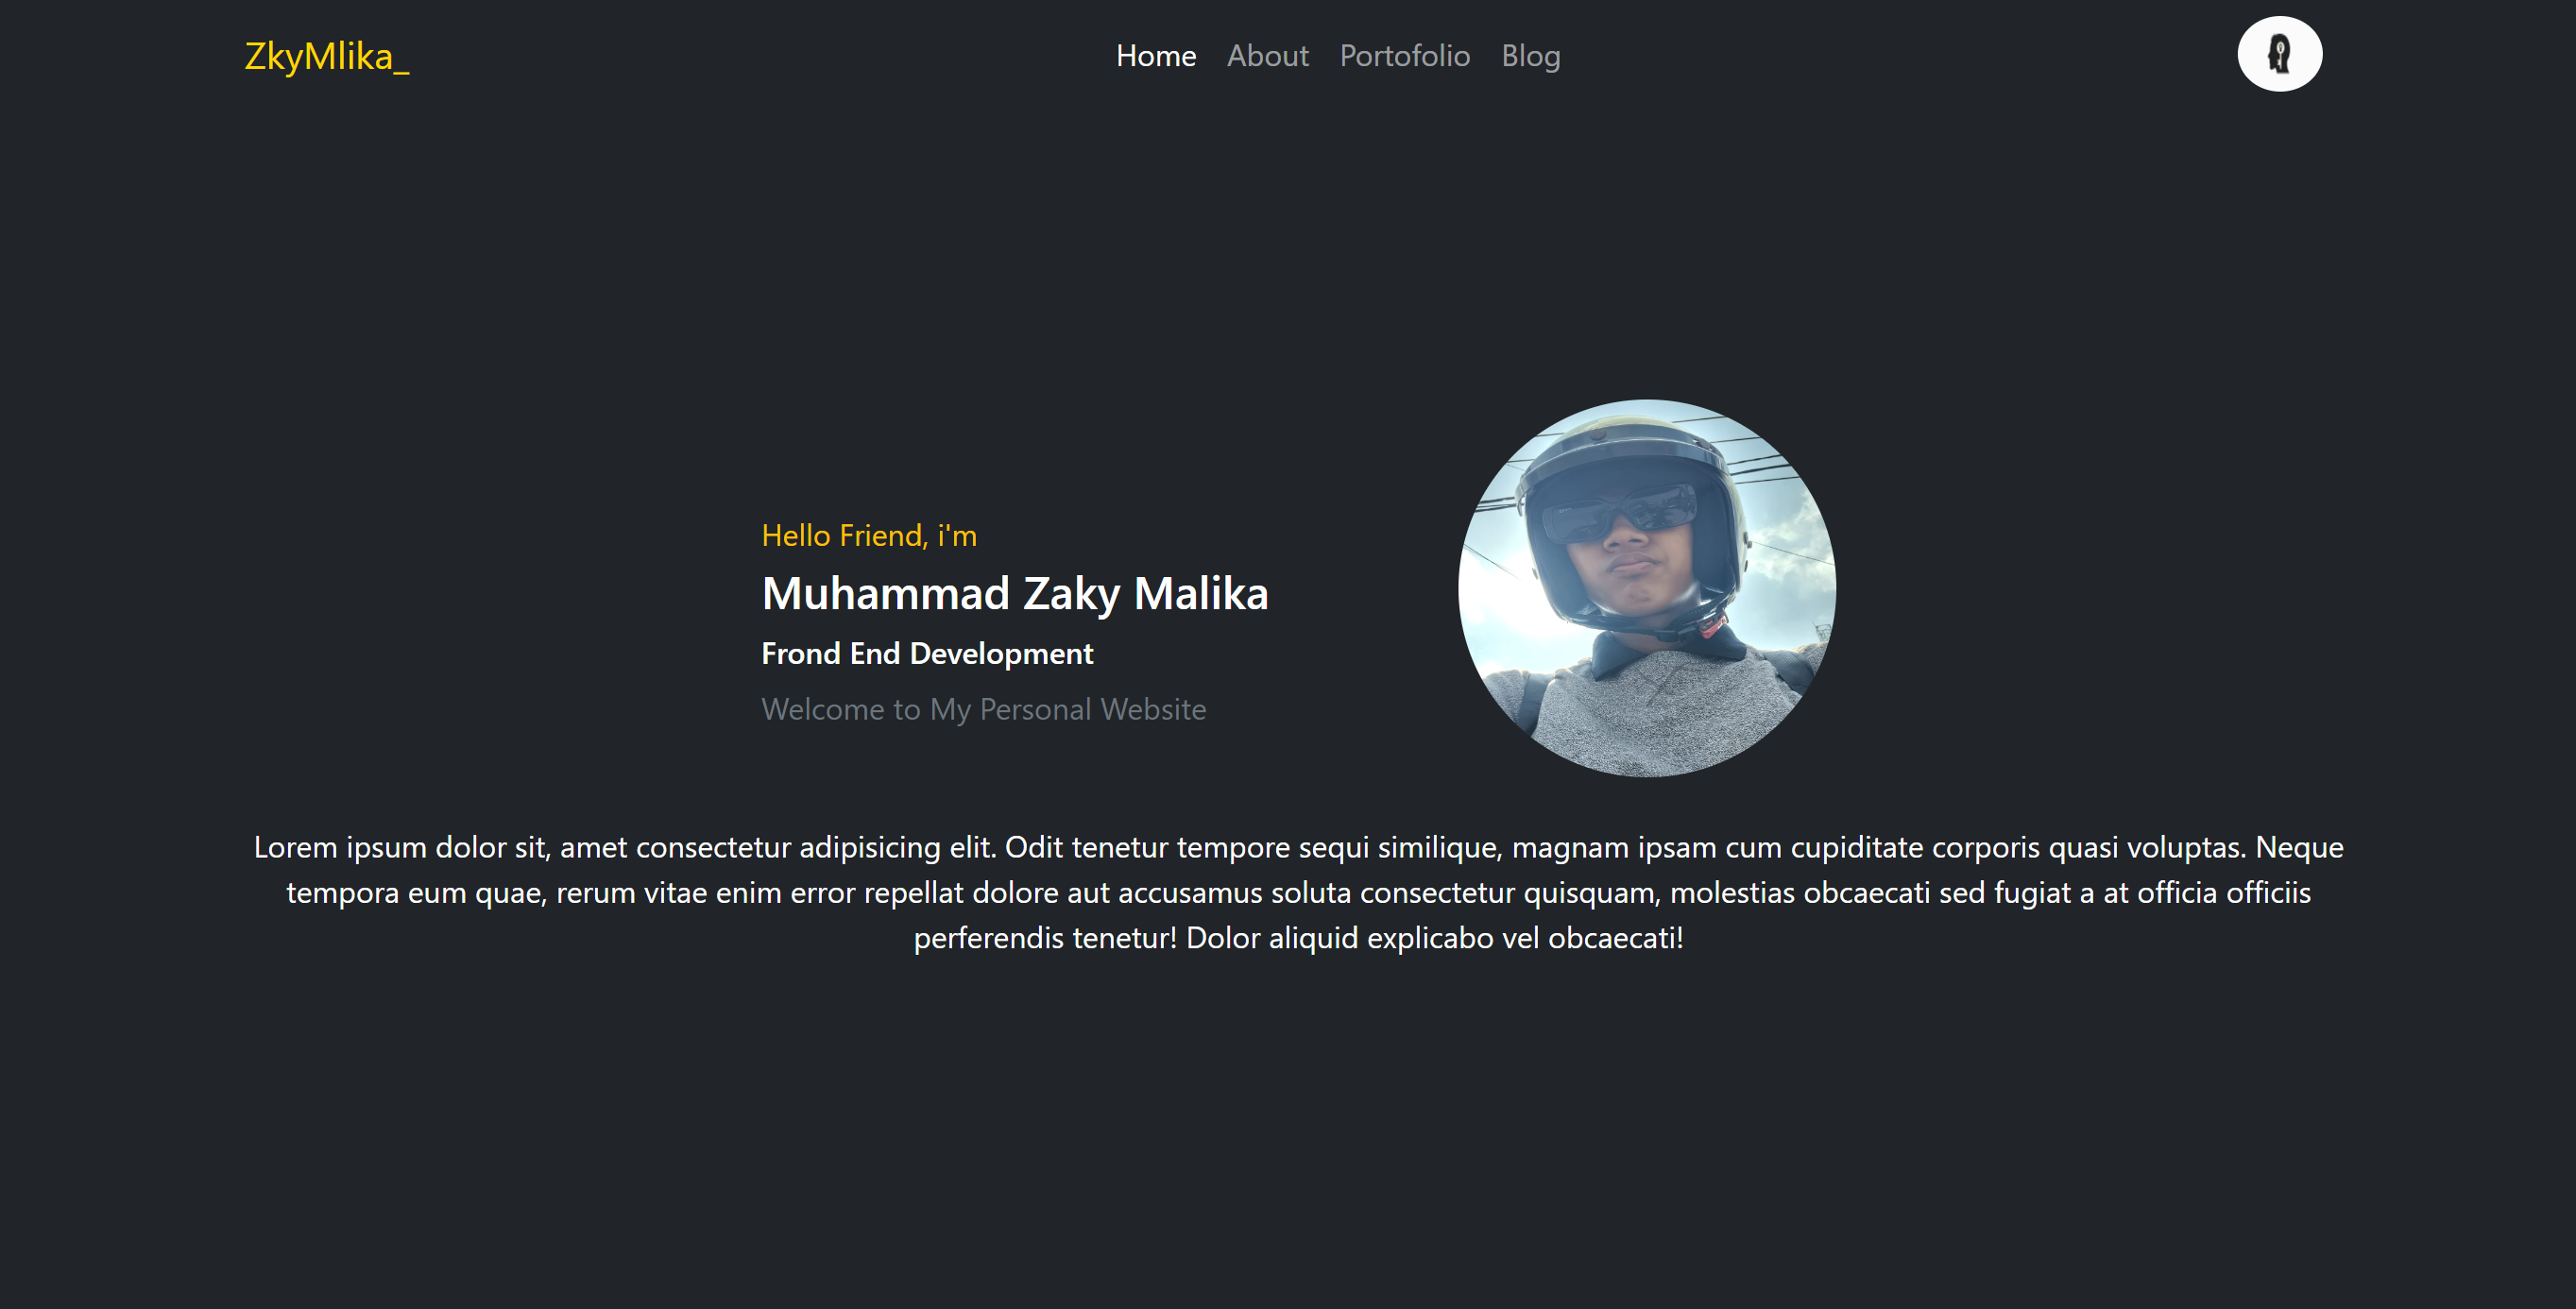 ZkyMlika_
Home About Portofolio Blog
Hello Friend, i'm
Muhammad Zaky Malika
Frond End Development
Welcome to My Personal Website
Lorem ipsum dolor sit, amet consectetur adipisicing elit. Odit tenetur tempore sequi similique, magnam ipsam cum cupiditate corporis quasi voluptas. Neque
tempora eum quae, rerum vitae enim error repellat dolore aut accusamus soluta consectetur quisquam, molestias obcaecati sed fugiat a at officia officiis
perferendis tenetur! Dolor aliquid explicabo vel obcaecati!